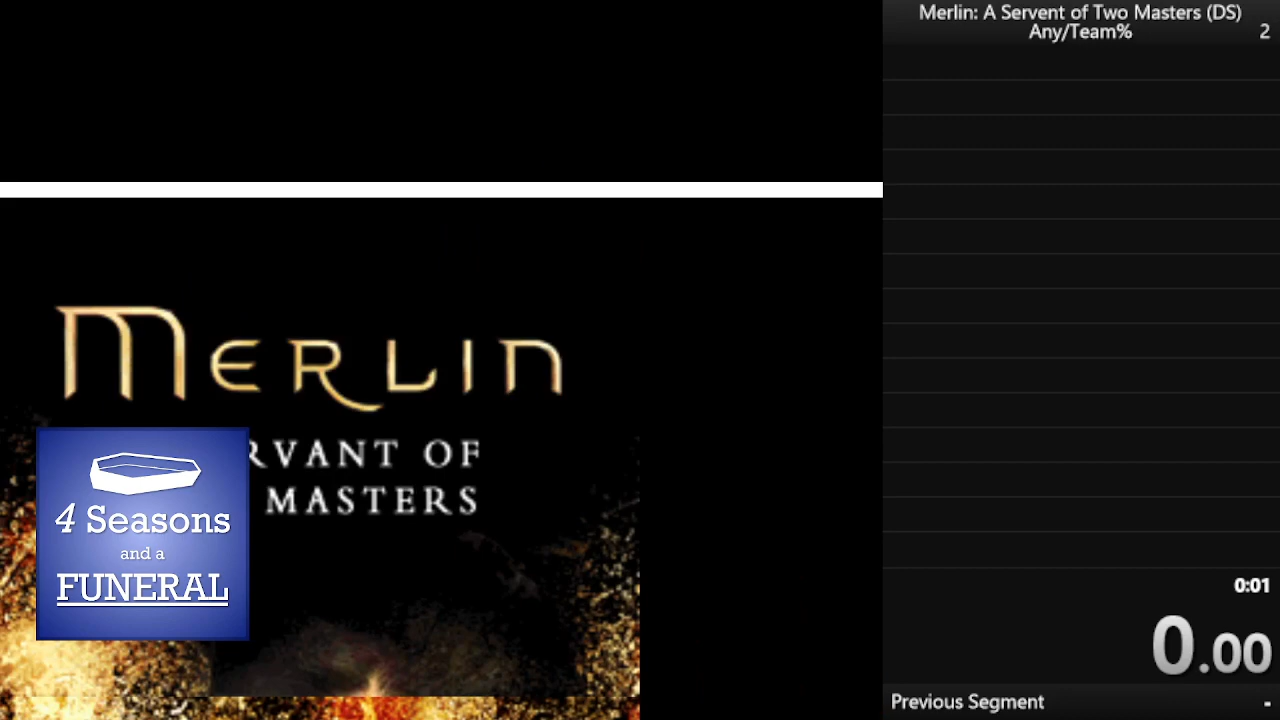 Merlin: A Servent of Two Masters (DS)
Any/Team% 2
MERLIN
RVANT OF
MASTERS
4 Seasons
and a
FUNERAL
0:01
0.00
Previous Segment -